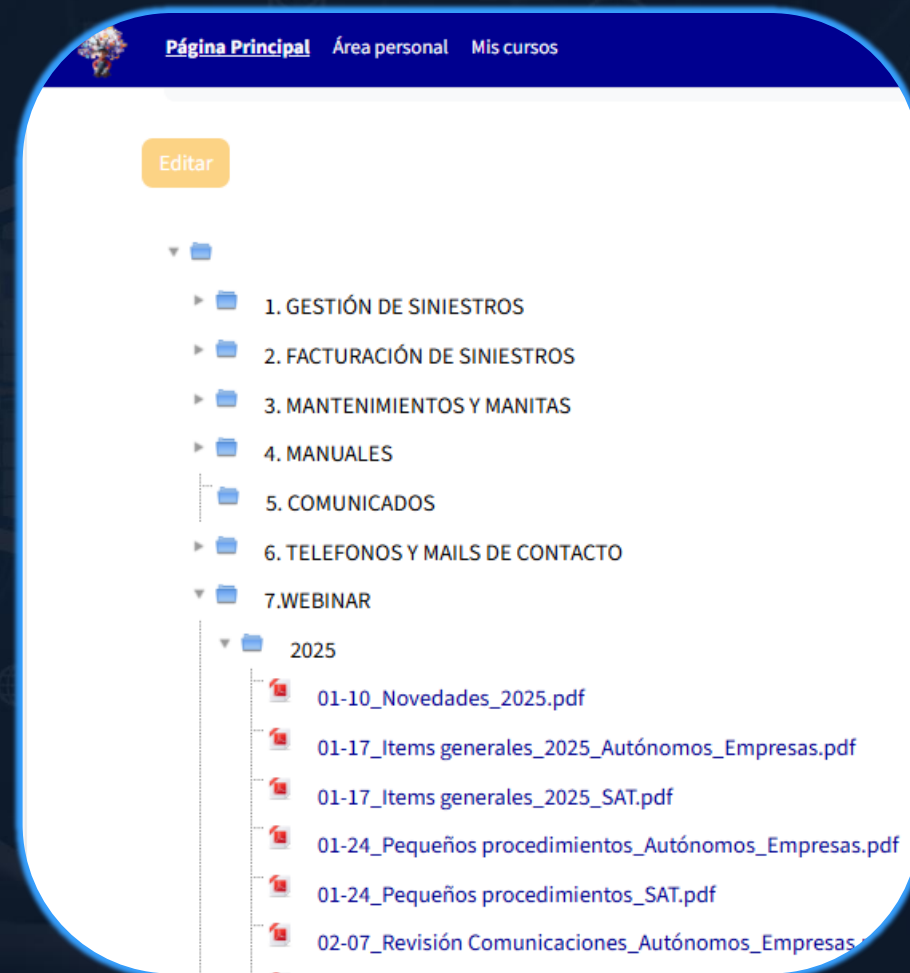 Página Principal Área personal Mis cursos
Editar
1. GESTIÓN DE SINIESTROS
2. FACTURACIÓN DE SINIESTROS
3. MANTENIMIENTOS Y MANITAS
4. MANUALES
5. COMUNICADOS
6. TELEFONOS Y MAILS DE CONTACTO
7.WEBINAR
2025
01-10_Novedades_2025.pdf
01-17_Items generales_2025_Autónomos_Empresas.pdf
01-17_Items generales_2025_SAT.pdf
01-24_Pequeños procedimientos_Autónomos_Empresas.pdf
01-24_Pequeños procedimientos_SAT.pdf
02-07_Revisión Comunicaciones_Autónomos_Empresas